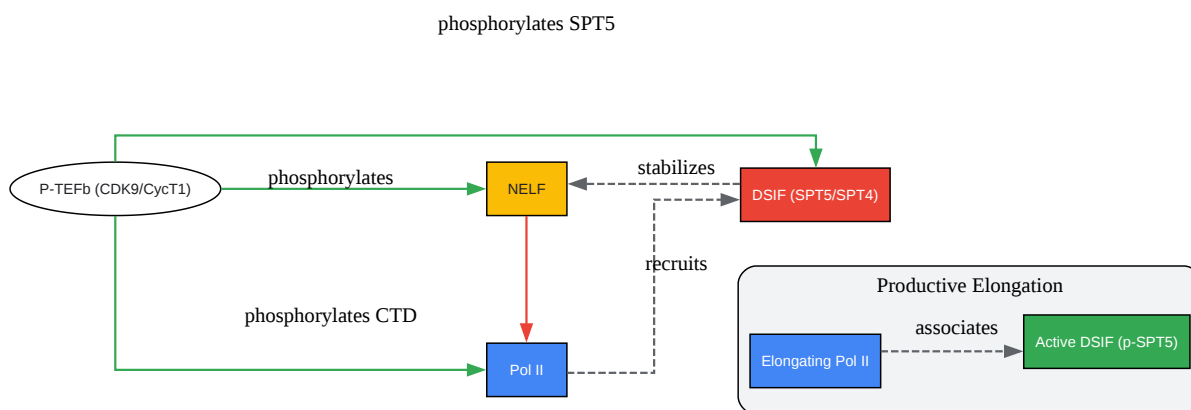 phosphorylates SPT5
P-TEFb (CDK9/CycT1)
phosphorylates
NELF
stabilizes
DSIF (SPT5/SPT4)
recruits
phosphorylates CTD
Pol II
Productive Elongation
Elongating Pol II
associates
Active DSIF (p-SPT5)